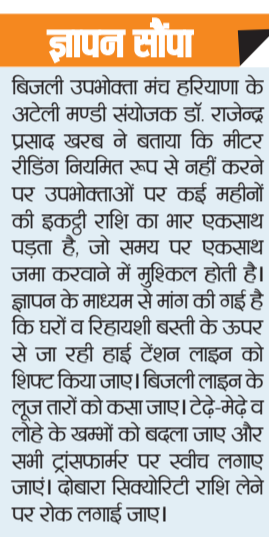 ज्ञापन सौंपा
बिजली उपभोक्ता मंच हरियाणा के
अटेली मण्डी संयोजक डॉ. राजेन्द्र
प्रसाद खरब ने बताया कि मीटर
रीडिंग नियमित रूप से नहीं करने
पर उपभोक्ताओं पर कई महीनों
की इकट्ठी राशि का भार एकसाथ
पड़ता है, जो समय पर एकसाथ
जमा करवाने में मुश्किल होती है।
ज्ञापन के माध्यम से मांग की गई है
कि घरों व रिहायशी बस्ती के ऊपर
से जा रही हाई टेंशन लाइन को
शिफ्ट किया जाए। बिजली लाइन के
लूज तारों को कसा जाए। टेढ़े-मेढ़े व
लोहे के खम्भों को बदला जाए और
सभी ट्रांसफार्मर पर स्वीच लगाए
जाएं। दोबारा सिक्योरिटी राशि लेने
पर रोक लगाई जाए।